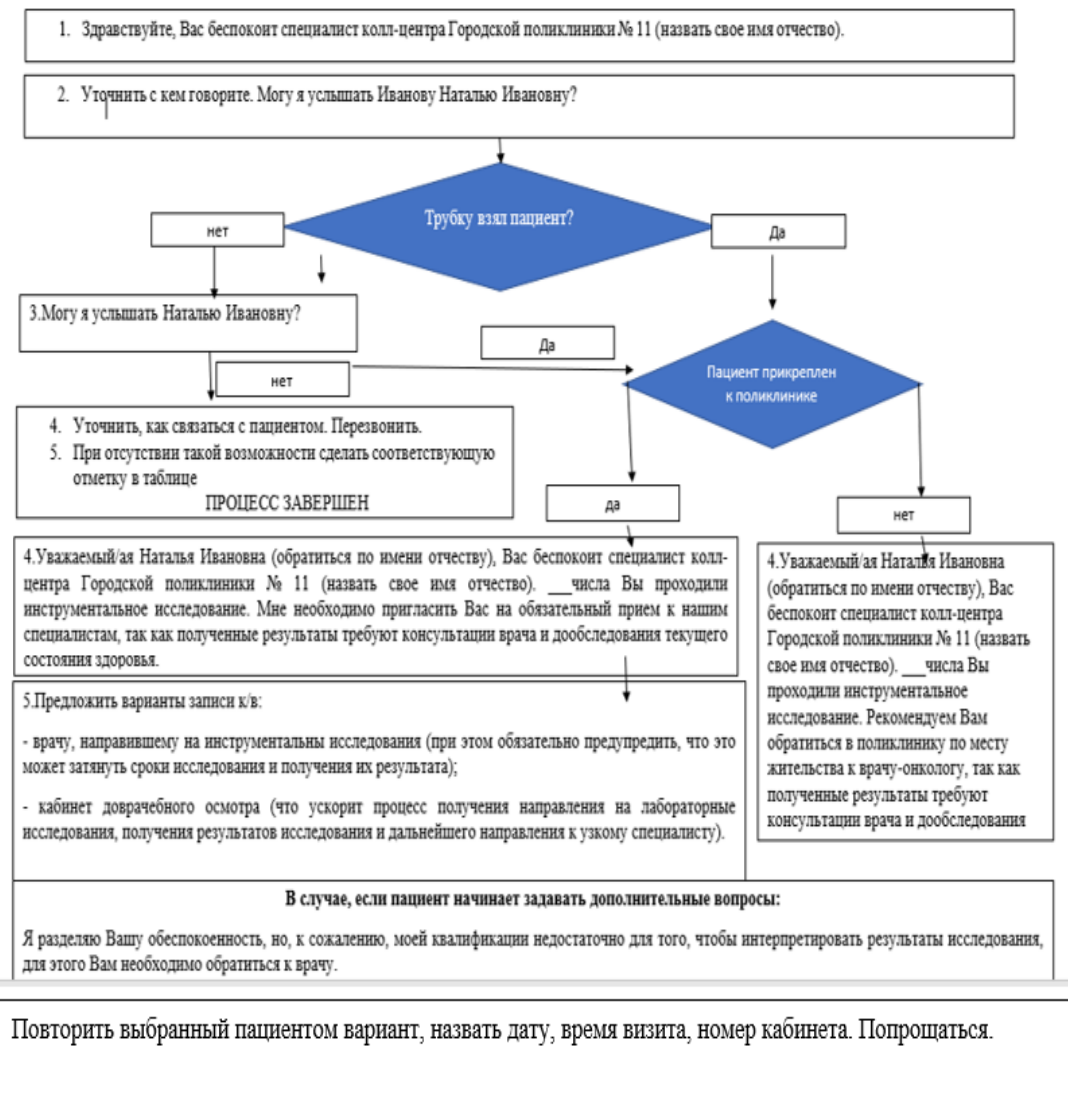 1. Здравствуйте, Вас беспокоит специалист колл-центра Городской поликлиники № 11 (назвать свое имя отчество).
2. Уточнить с кем говорите. Могу я услышать Иванову Наталью Ивановну?
Трубку взял пациент?
нет
Да
3.Могу я услышать Наталью Ивановну?
Да
нет
Пациент прикреплен
к поликлинике
4. Уточнить, как связаться с пациентом. Перезвонить.
5. При отсутствии такой возможности сделать соответствующую
отметку в таблице
ПРОЦЕСС ЗАВЕРШЕН
да
нет
4.Уважаемый/ая Наталья Ивановна (обратиться по имени отчеству), Вас беспокоит специалист колл-
центра Городской поликлиники № 11 (назвать свое имя отчество). ___числа Вы проходили
инструментальное исследование. Мне необходимо пригласить Вас на обязательный прием к нашим
специалистам, так как полученные результаты требуют консультации врача и дообследования текущего
состояния здоровья.
4.Уважаемый/ая Наталья Ивановна
(обратиться по имени отчеству), Вас
беспокоит специалист колл-центра
Городской поликлиники № 11 (назвать
свое имя отчество). ___числа Вы
проходили инструментальное
исследование. Рекомендуем Вам
обратиться в поликлинику по месту
жительства к врачу-онкологу, так как
полученные результаты требуют
консультации врача и дообследования
5.Предложить варианты записи к/в:
- врачу, направившему на инструментальны исследования (при этом обязательно предупредить, что это
может затянуть сроки исследования и получения их результата);
- кабинет доврачебного осмотра (что ускорит процесс получения направления на лабораторные
исследования, получения результатов исследования и дальнейшего направления к узкому специалисту).
В случае, если пациент начинает задавать дополнительные вопросы:
Я разделяю Вашу обеспокоенность, но, к сожалению, моей квалификации недостаточно для того, чтобы интерпретировать результаты исследования,
для этого Вам необходимо обратиться к врачу.
Повторить выбранный пациентом вариант, назвать дату, время визита, номер кабинета. Попрощаться.